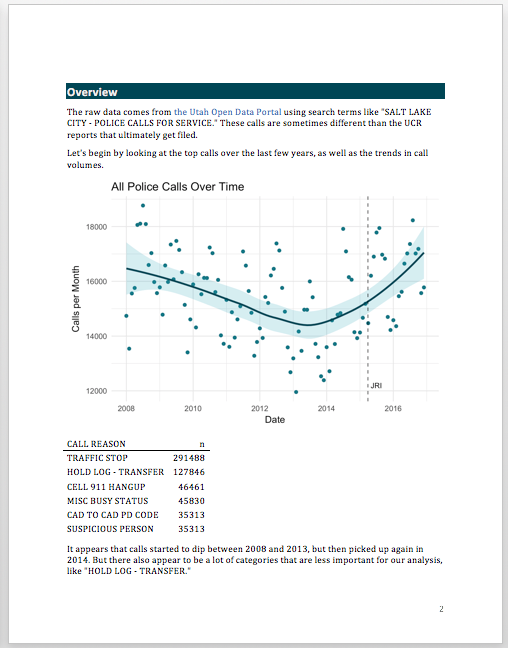 Overview
The raw data comes from the Utah Open Data Portal using search terms like "SALT LAKE
CITY - POLICE CALLS FOR SERVICE." These calls are sometimes different than the UCR
reports that ultimately get filed.
Let's begin by looking at the top calls over the last few years, as well as the trends in call
volumes.
All Police Calls Over Time
18000
16000
14000
12000
Calls per Month
JRI
2008 2010 2012 2014 2016
Date
CALL REASON n
TRAFFIC STOP 291488
HOLD LOG - TRANSFER 127846
CELL 911 HANGUP 46461
MISC BUSY STATUS 45830
CAD TO CAD PD CODE 35313
SUSPICIOUS PERSON 35313
It appears that calls started to dip between 2008 and 2013, but then picked up again in
2014. But there also appear to be a lot of categories that are less important for our analysis,
like "HOLD LOG - TRANSFER."
2